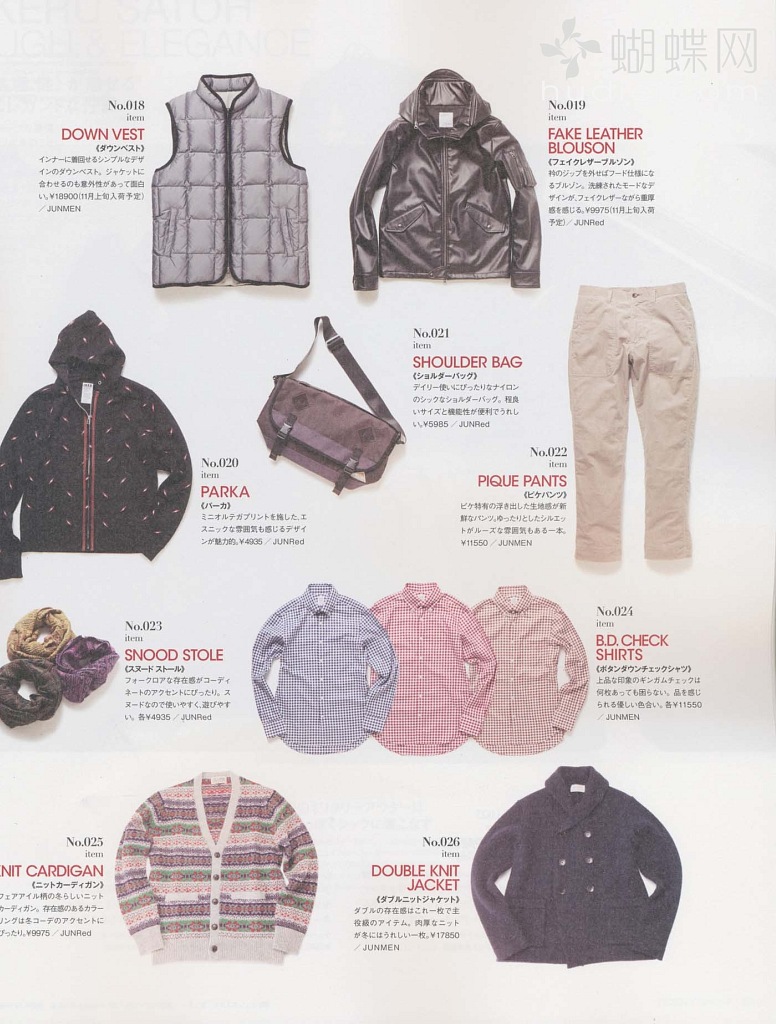 蝴蝶网
No.018
item
DOWN VEST
《ダウンベスト》
インナーに着回せるシンプルなデザ
インのダウンベスト。ジャケットに
合わせるのも意外性があって面白
い。¥18900(11月上旬入荷予定)
／JUNMEN
No.019
item
FAKE LEATHER
BLOUSON
《フェイクレザーブルゾン》
衿のジップを外せばフード仕様にな
るブルゾン。洗練されたモードなデ
ザインが、フェイクレザーながら重厚
感を感じる。¥9975(11月上旬入荷
予定)／JUNRed
No.021
item
SHOULDER BAG
《ショルダーバッグ》
デイリー使いにぴったりなナイロン
のシックなショルダーバッグ。程良
いサイズと機能性が便利でうれし
い。¥5985／JUNRed
No.020
item
PARKA
《パーカ》
ミニオルテガプリントを施した、エ
スニックな雰囲気も感じるデザイ
ンが魅力的。¥4935／JUNRed
No.022
item
PIQUE PANTS
《ピケパンツ》
ピケ特有の浮き出した生地感が新
鮮なパンツ。ゆったりとしたシルエッ
トがルーズな雰囲気もある一本。
¥11550／JUNMEN
No.023
item
SNOOD STOLE
《スヌード ストール》
フォークロアな存在感がコーディ
ネートのアクセントにぴったり。ス
ヌードなので使いやすく、遊びやす
い。各¥4935／JUNRed
No.024
item
B.D. CHECK
SHIRTS
《ボタンダウンチェックシャツ》
上品な印象のギンガムチェックは
何枚あっても困らない。品を感じ
られる優しい色合い。各¥11550
／JUNMEN
No.025
item
KNIT CARDIGAN
《ニットカーディガン》
フェアアイル柄の冬らしいニット
カーディガン。存在感のあるカラー
リングは冬コーデのアクセントに
ぴったり。¥9975／JUNRed
No.026
item
DOUBLE KNIT
JACKET
《ダブルニットジャケット》
ダブルの存在感はこれ一枚で主
役級のアイテム。肉厚なニット
が冬にはうれしい一枚。¥17850
／JUNMEN